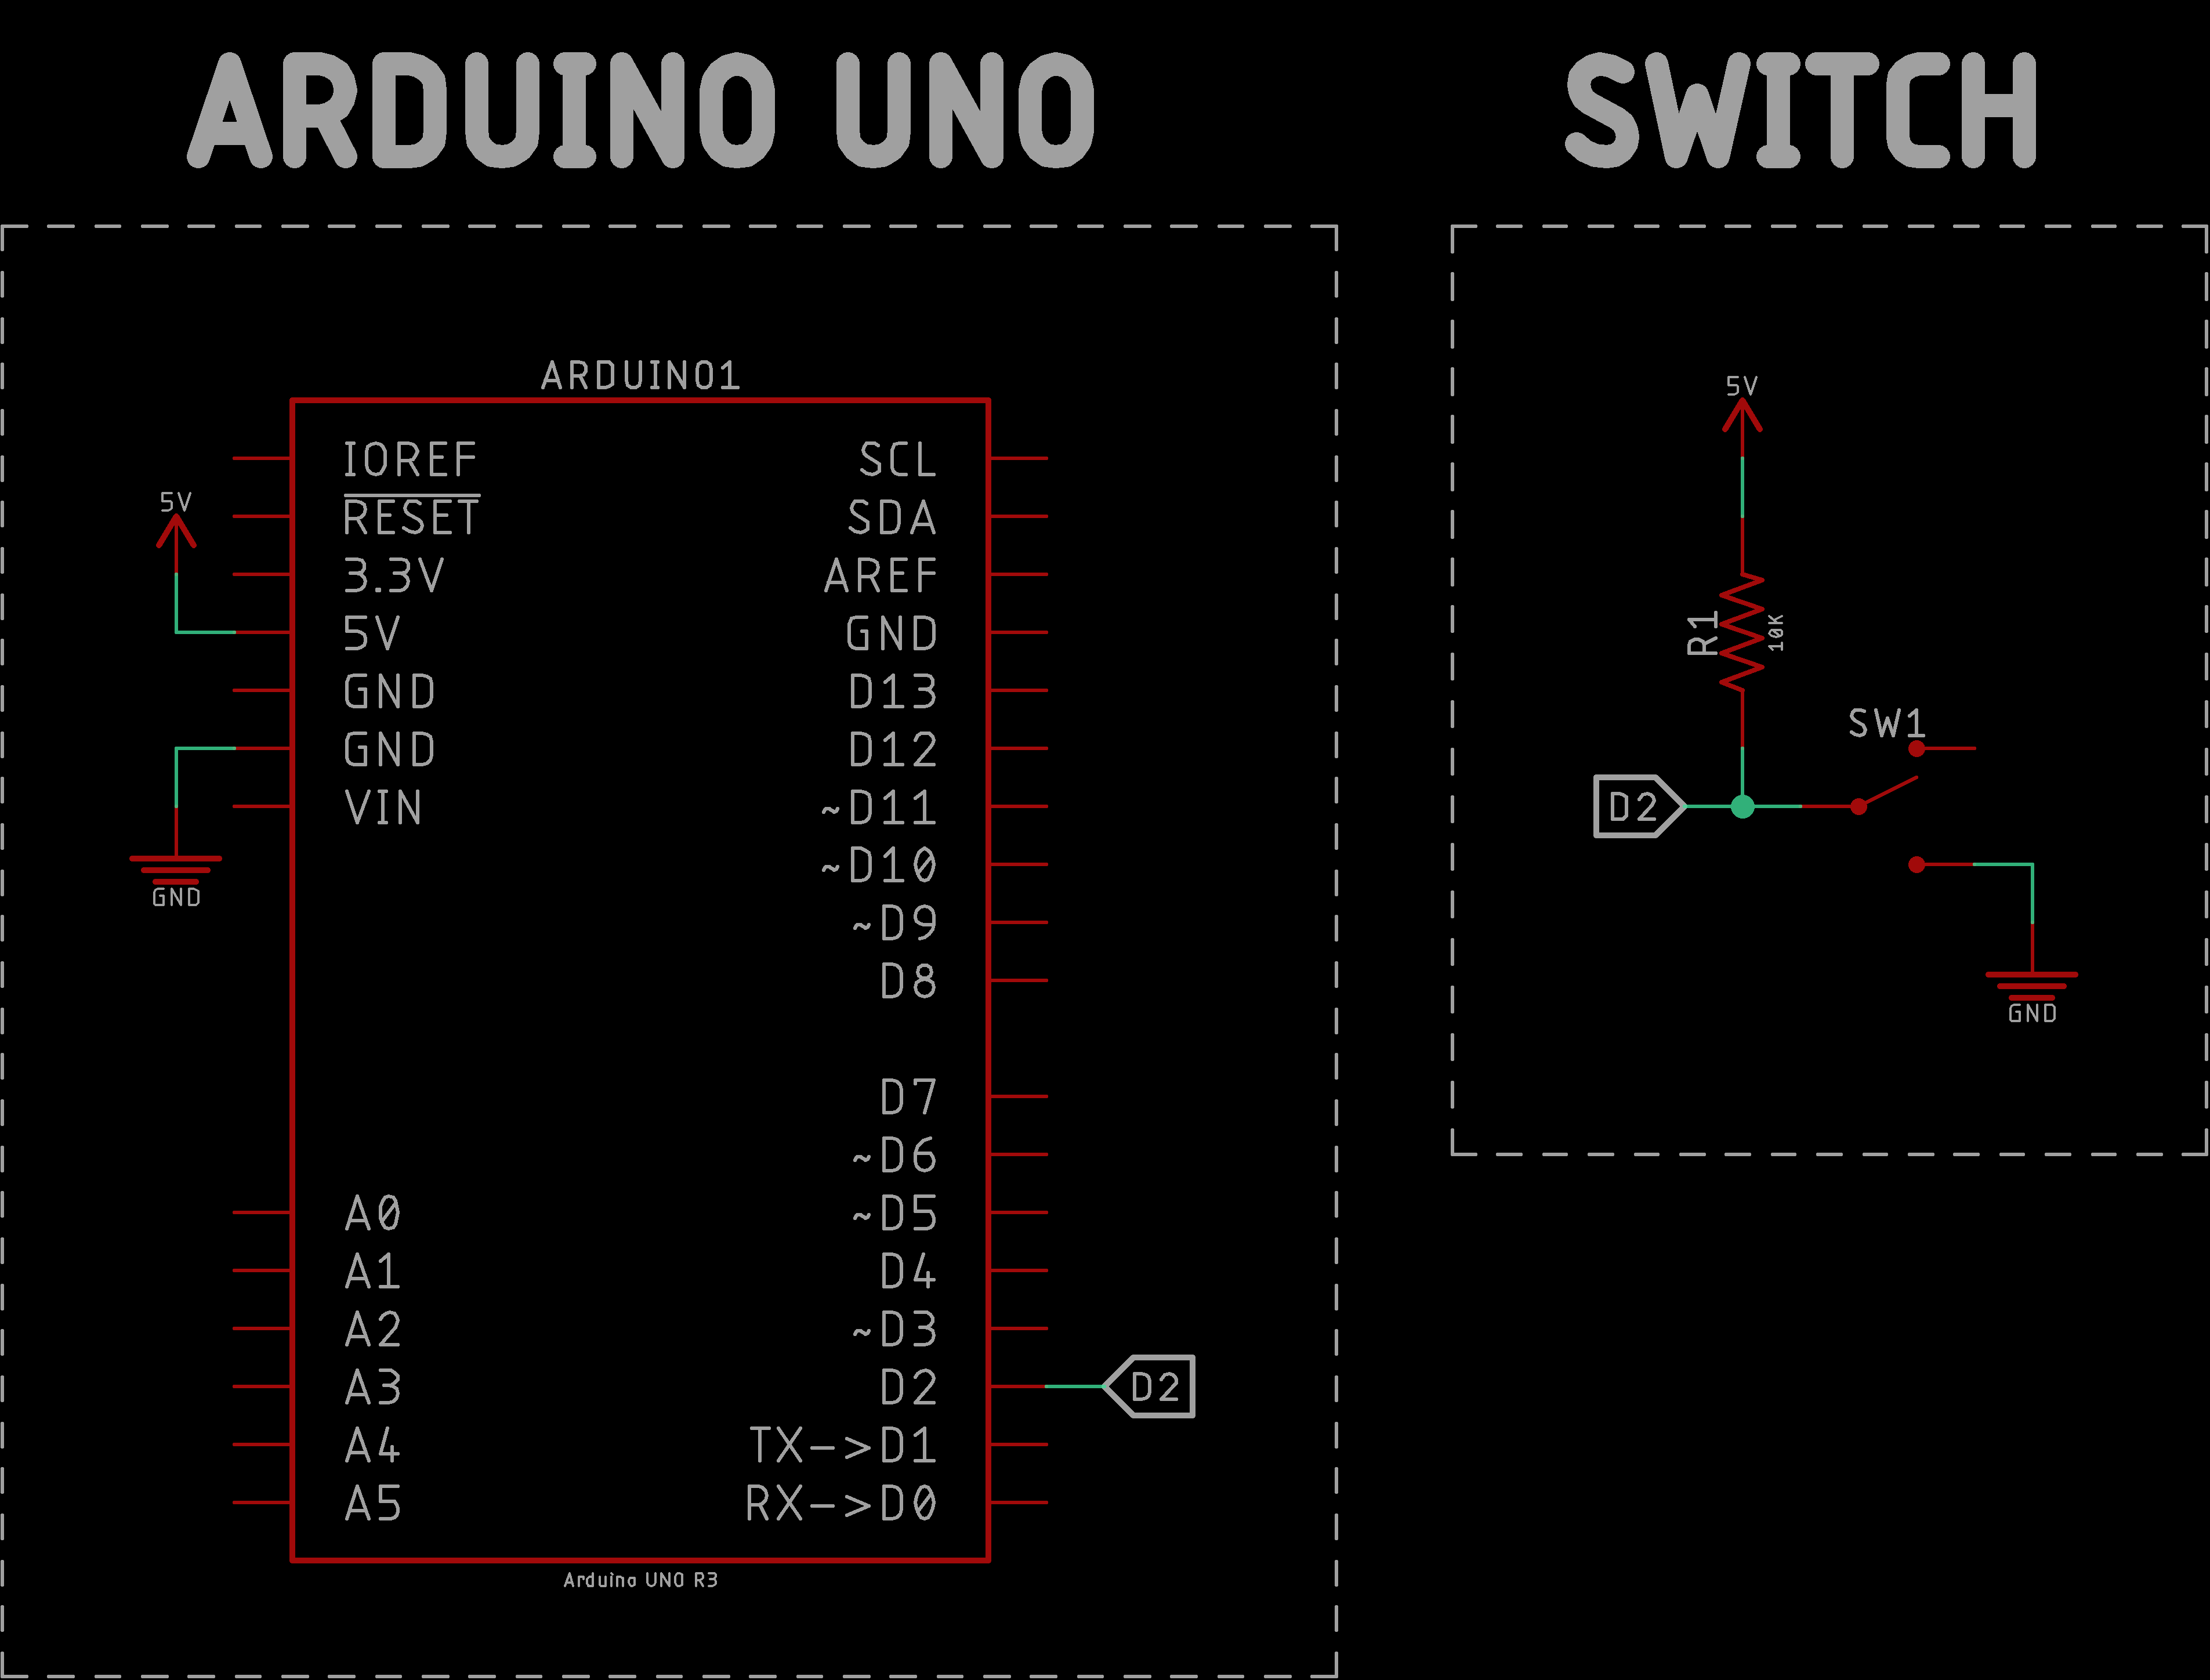 ARDUINO UNO
SWITCH
ARDUINO1
IOREF
RESET
3.3V
5V
GND
GND
VIN
A0
A1
A2
A3
A4
A5
SCL
SDA
AREF
GND
D13
D12
~D11
~D10
~D9
D8
D7
~D6
~D5
D4
~D3
D2
TX->D1
RX->D0
5V
GND
D2
Arduino UNO R3
5V
R1
10K
SW1
D2
GND